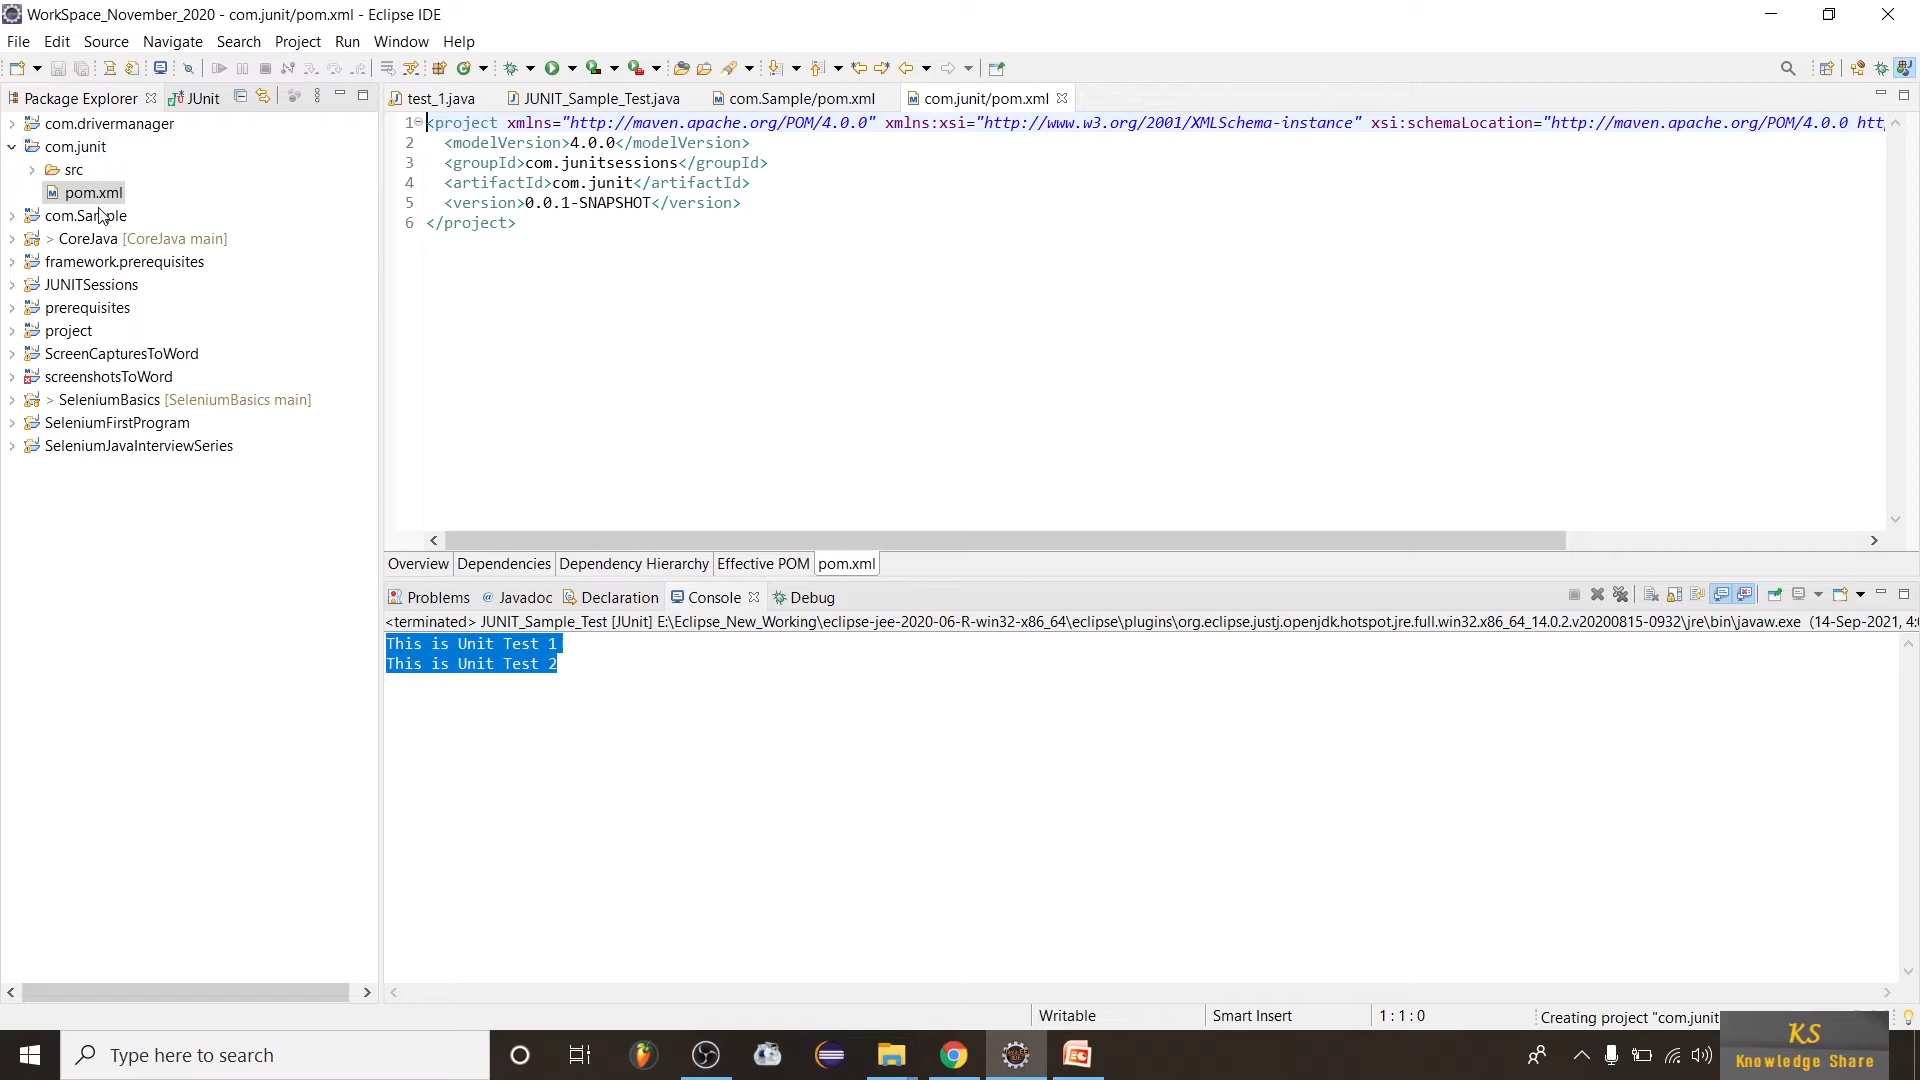 WorkSpace_November_2020 - com.junit/pom.xml - Eclipse IDE
File Edit Source Navigate Search Project Run Window Help
Package Explorer JUnit
com.drivermanager
com.junit
src
pom.xml
com.Sample
> CoreJava [CoreJava main]
framework.prerequisites
JUNITSessions
prerequisites
project
ScreenCapturesToWord
screenshotsToWord
> SeleniumBasics [SeleniumBasics main]
SeleniumFirstProgram
SeleniumJavaInterviewSeries
test_1.java JUNIT_Sample_Test.java com.Sample/pom.xml com.junit/pom.xml
1 <project xmlns="http://maven.apache.org/POM/4.0.0" xmlns:xsi="http://www.w3.org/2001/XMLSchema-instance" xsi:schemaLocation="http://maven.apache.org/POM/4.0.0 htt
2 <modelVersion>4.0.0</modelVersion>
3 <groupId>com.junitsessions</groupId>
4 <artifactId>com.junit</artifactId>
5 <version>0.0.1-SNAPSHOT</version>
6 </project>
Overview Dependencies Dependency Hierarchy Effective POM pom.xml
Problems @ Javadoc Declaration Console Debug
<terminated> JUNIT_Sample_Test [JUnit] E:\Eclipse_New_Working\eclipse-jee-2020-06-R-win32-x86_64\eclipse\plugins\org.eclipse.justj.openjdk.hotspot.jre.full.win32.x86_64_14.0.2.v20200815-0932\jre\bin\javaw.exe (14-Sep-2021, 4:
This is Unit Test 1
This is Unit Test 2
Writable Smart Insert 1 : 1 : 0 Creating project "com.junit
Type here to search
KS
Knowledge Share